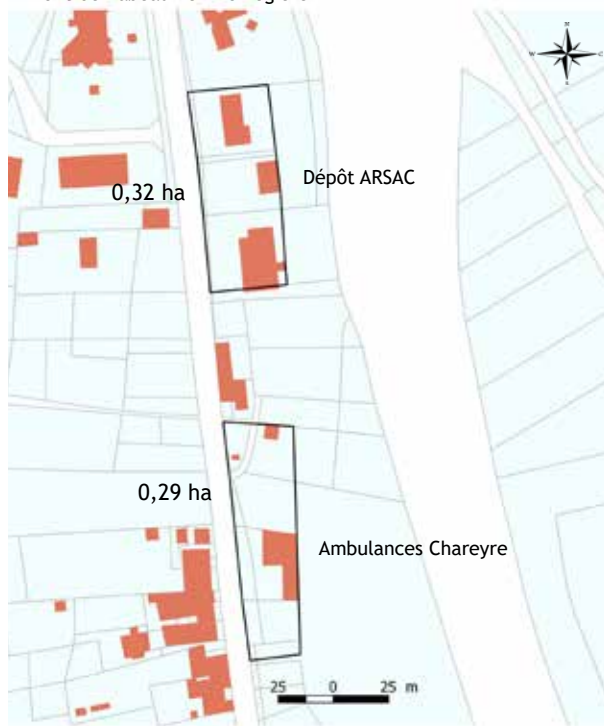 N
W E
S
0,32 ha
Dépôt ARSAC
0,29 ha
Ambulances Chareyre
25 0 25 m